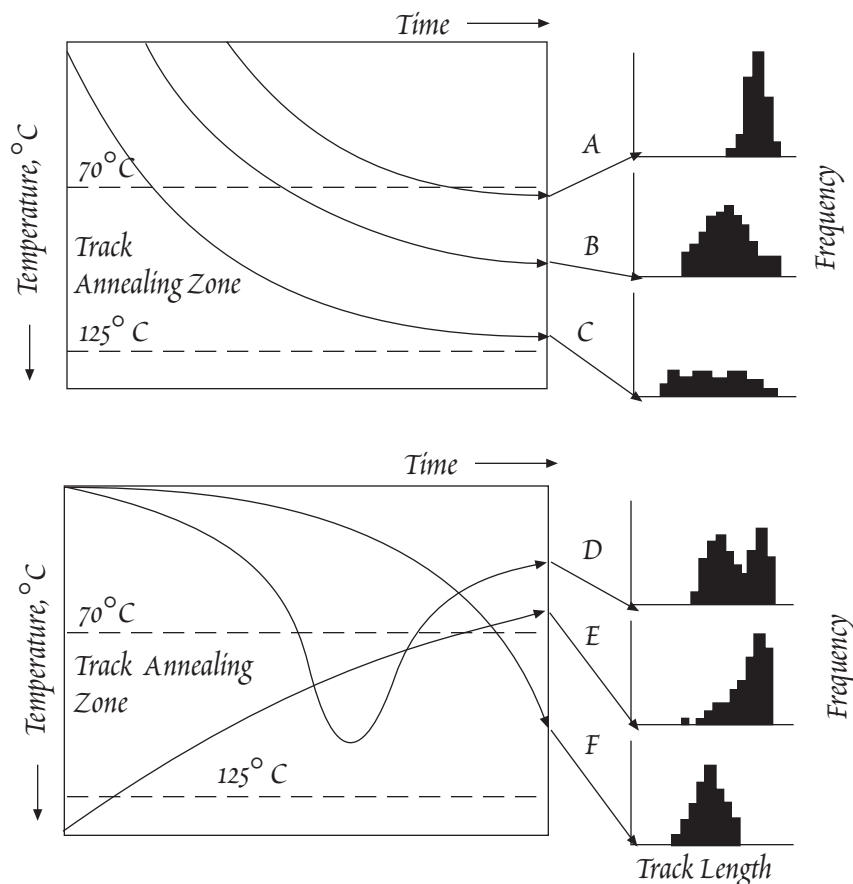 Time
Temperature, °C
70°C
Track
Annealing Zone
125° C
A
B
C
Frequency
Time
Temperature, °C
70°C
Track Annealing
Zone
125° C
D
E
F
Frequency
Track Length